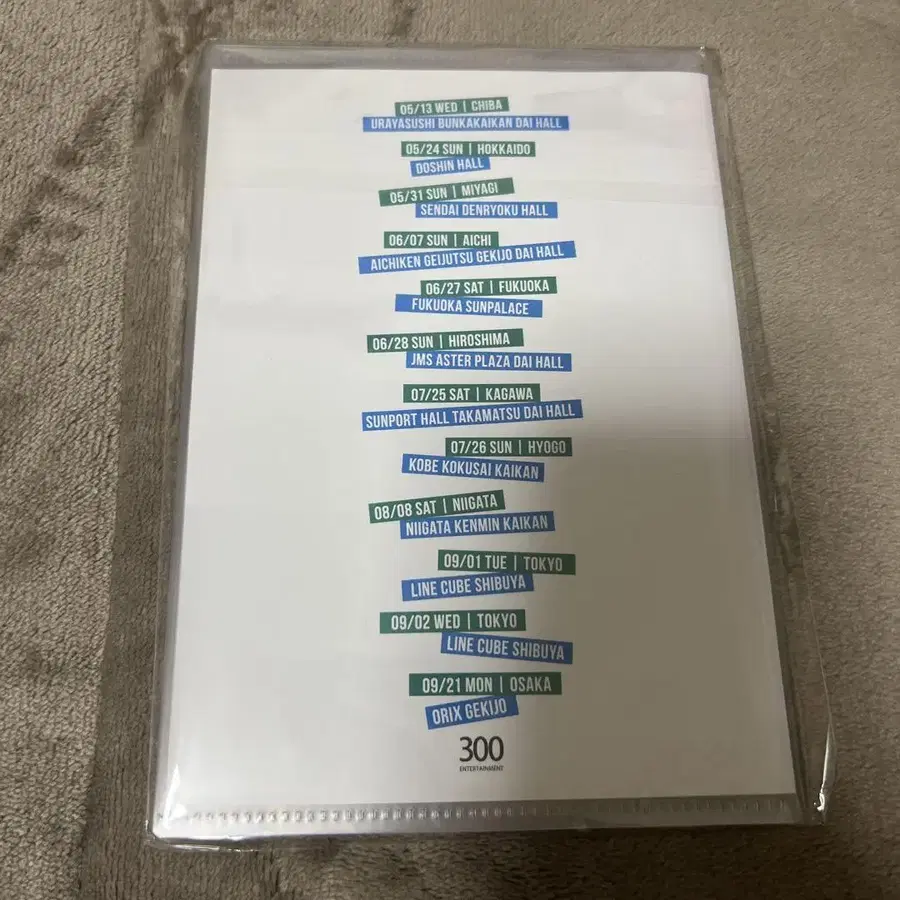 05/13 WED | CHIBA
URAYASUSHI BUNKAKAIKAN DAI HALL
05/24 SUN | HOKKAIDO
DOSHIN HALL
05/31 SUN | MIYAGI
SENDAI DENRYOKU HALL
06/07 SUN | AICHI
AICHIKEN GEIJUTSU GEKIJO DAI HALL
06/27 SAT | FUKUOKA
FUKUOKA SUNPALACE
06/28 SUN | HIROSHIMA
JMS ASTER PLAZA DAI HALL
07/25 SAT | KAGAWA
SUNPORT HALL TAKAMATSU DAI HALL
07/26 SUN | HYOGO
KOBE KOKUSAI KAIKAN
08/08 SAT | NIIGATA
NIIGATA KENMIN KAIKAN
09/01 TUE | TOKYO
LINE CUBE SHIBUYA
09/02 WED | TOKYO
LINE CUBE SHIBUYA
09/21 MON | OSAKA
ORIX GEKIJO
300
ENTERTAINMENT